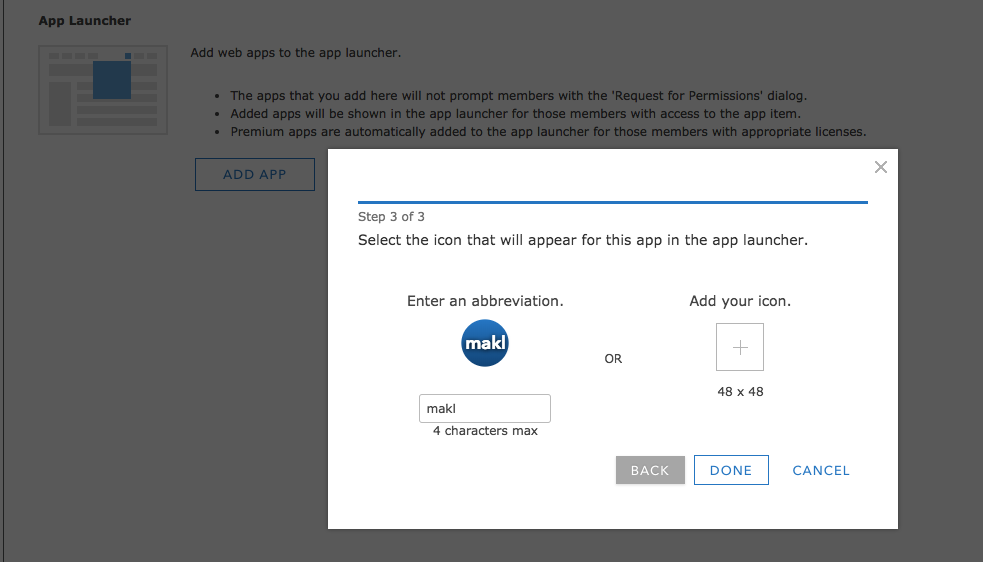 App Launcher
Add web apps to the app launcher.
• The apps that you add here will not prompt members with the 'Request for Permissions' dialog.
• Added apps will be shown in the app launcher for those members with access to the app item.
• Premium apps are automatically added to the app launcher for those members with appropriate licenses.
ADD APP
Step 3 of 3
Select the icon that will appear for this app in the app launcher.
Enter an abbreviation.
makl
makl
4 characters max
OR
Add your icon.
48 x 48
BACK
DONE
CANCEL